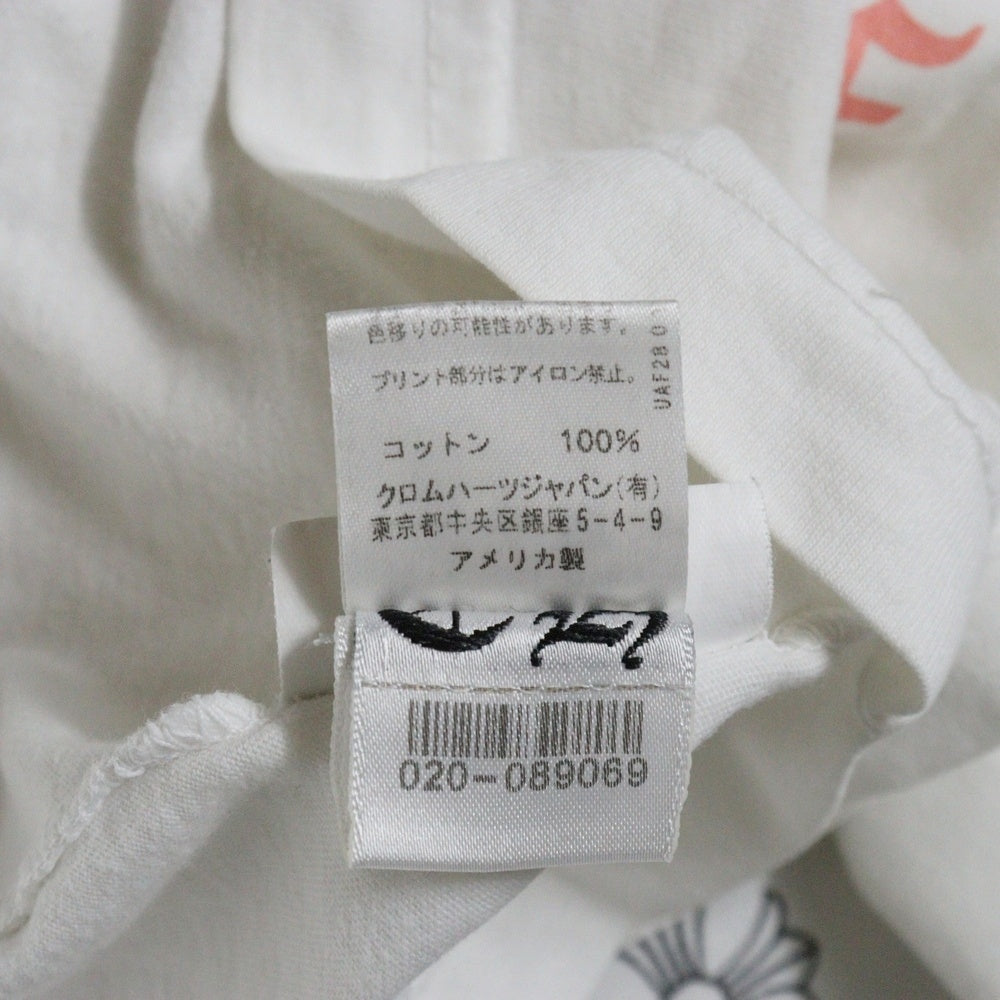 色移りの可能性があります。
プリント部分はアイロン禁止。
コットン 100%
クロムハーツジャパン(有)
東京都中央区銀座5-4-9
アメリカ製
020-089069